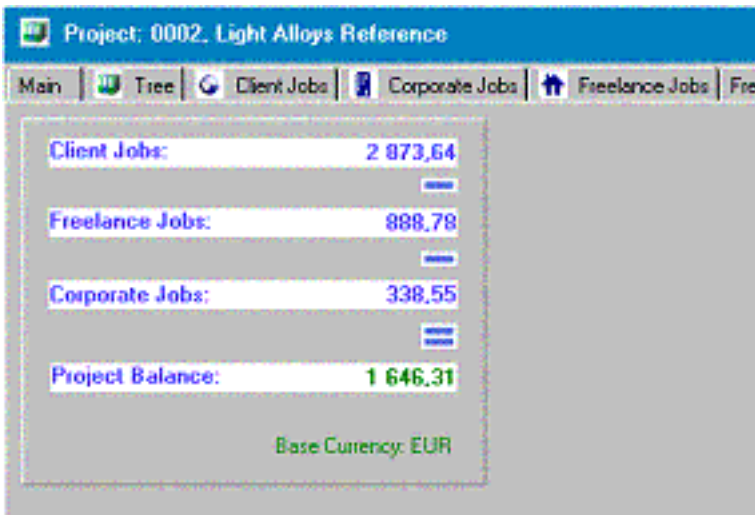 Project: 0002, Light Alloys Reference
Main Tree Client Jobs Corporate Jobs Freelance Jobs Fre
Client Jobs: 2 873,64
Freelance Jobs: 888,78
Corporate Jobs: 338,55
Project Balance: 1 646,31
Base Currency: EUR